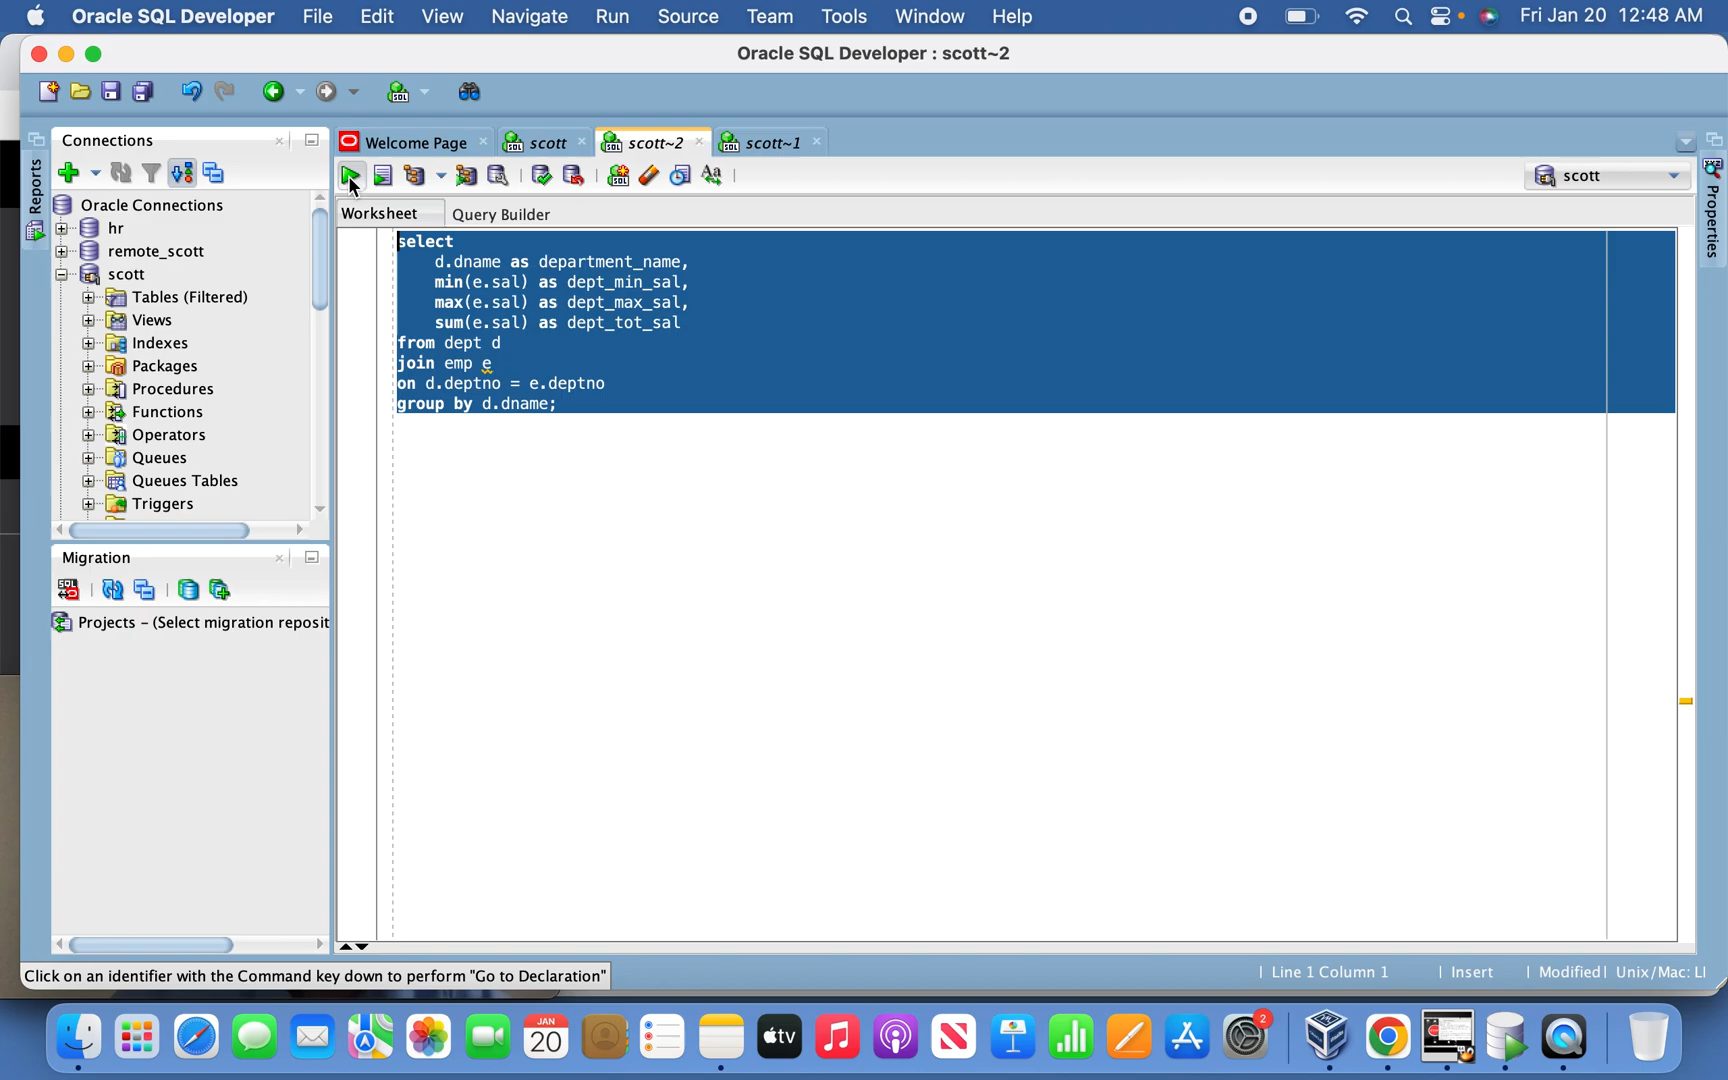 Oracle SQL Developer File Edit View Navigate Run Source Team Tools Window Help Fri Jan 20 12:48 AM
Oracle SQL Developer : scott~2
Connections
Reports
Oracle Connections
hr
remote_scott
scott
Tables (Filtered)
Views
Indexes
Packages
Procedures
Functions
Operators
Queues
Queues Tables
Triggers
Migration
Projects – (Select migration reposit
Welcome Page scott scott~2 scott~1
scott
Worksheet Query Builder
select
d.dname as department_name,
min(e.sal) as dept_min_sal,
max(e.sal) as dept_max_sal,
sum(e.sal) as dept_tot_sal
from dept d
join emp e
on d.deptno = e.deptno
group by d.dname;
Properties
Click on an identifier with the Command key down to perform "Go to Declaration"
| Line 1 Column 1 | Insert | Modified| Unix/Mac: LI
JAN
20
tv
2